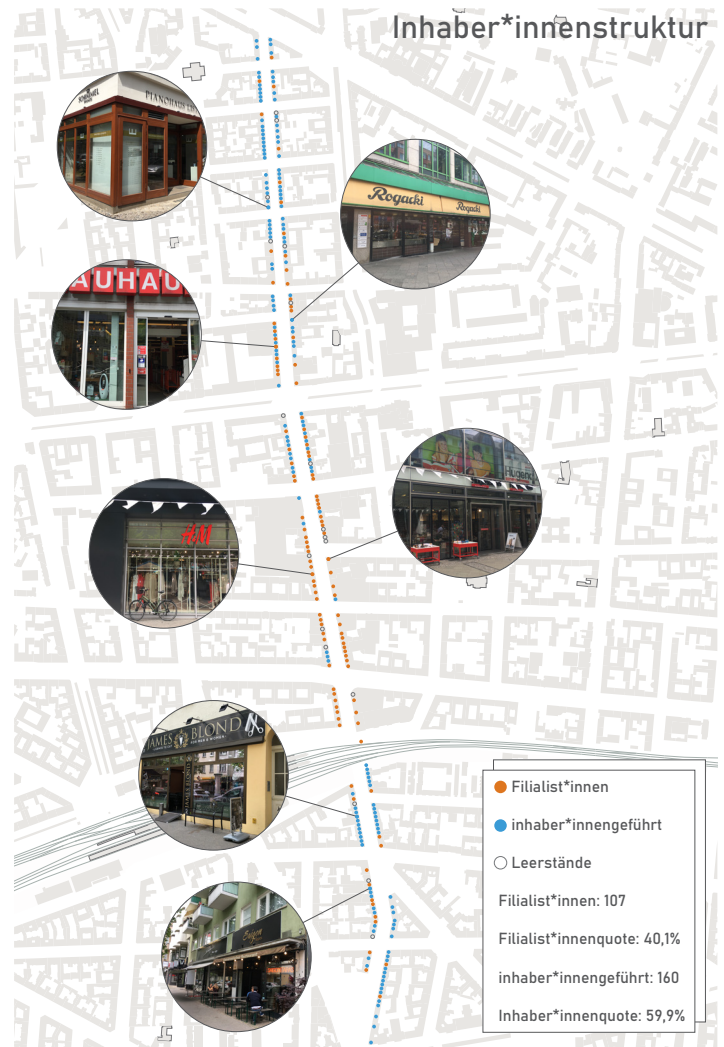 Inhaber*innenstruktur
PIANOHAUS
Rogacki
Rogacki
AUHAU
H&M
JAMES BLOND
Filialist*innen
inhaber*innengeführt
Leerstände
Filialist*innen: 107
Filialist*innenquote: 40,1%
inhaber*innengeführt: 160
Inhaber*innenquote: 59,9%